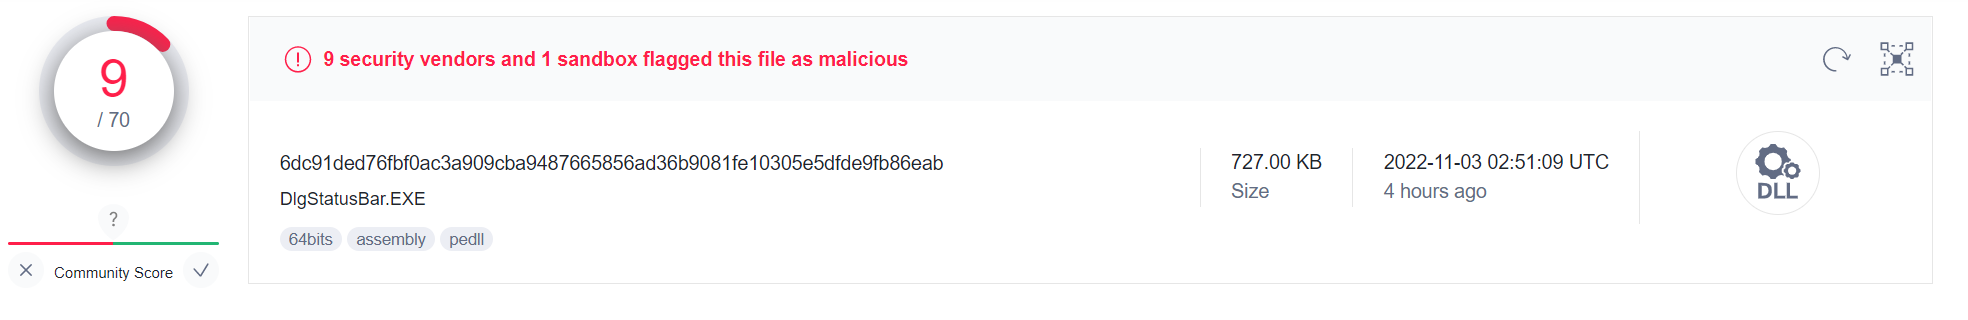 9
/ 70
?
Community Score
9 security vendors and 1 sandbox flagged this file as malicious
6dc91ded76fbf0ac3a909cba9487665856ad36b9081fe10305e5dfde9fb86eab
DlgStatusBar.EXE
64bits assembly pedll
727.00 KB
Size
2022-11-03 02:51:09 UTC
4 hours ago
DLL